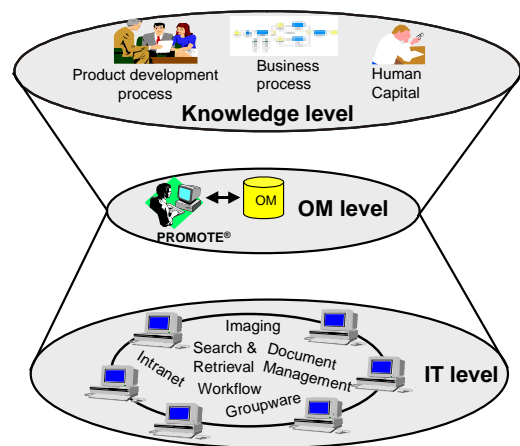 Product development
process
Business
process
Human
Capital
Knowledge level
OM
OM level
PROMOTE®
Imaging
Search &
Retrieval
Document
Management
Intranet
Workflow
Groupware
IT level